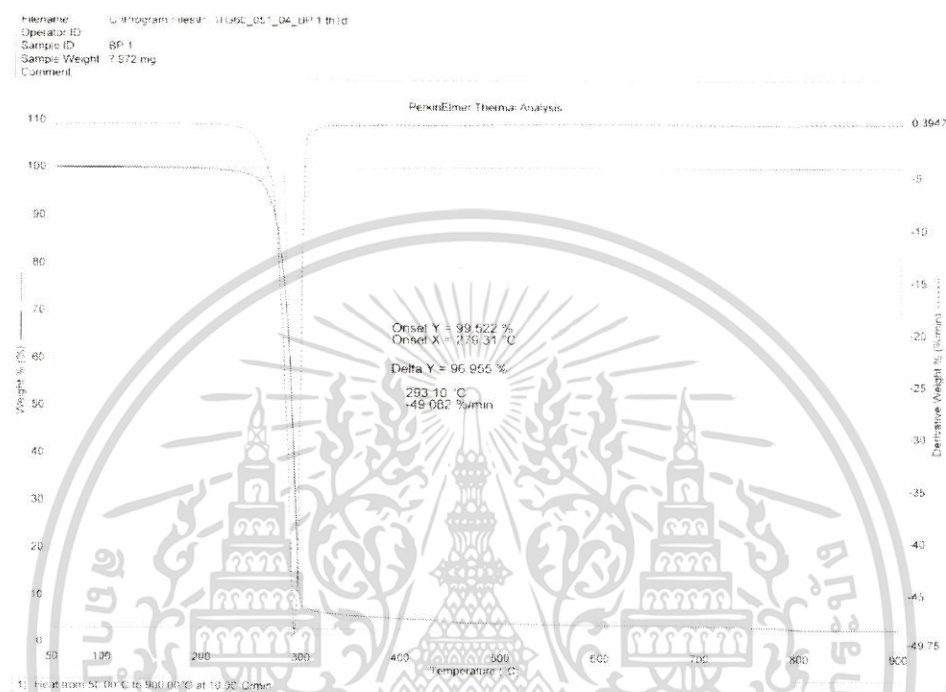 Filename
Operator ID
Sample ID BP 1
Sample Weight 7.972 mg
Comment
PerkinElmer Thermal Analysis
110
100
90
80
70
60
50
40
30
20
10
0
Weight % (%)
Onset Y = 99.522 %
Onset X = 279.31 °C
Delta Y = 96.955 %
293.10 °C
-49.082 %/min
0.3947
-5
-10
-15
-20
-25
-30
-35
-40
-45
-49.75
Derivative Weight % (%/min)
50 100 200 300 400 500 600 700 800 900
Temperature (°C)
1) Heat from 50.00°C to 900.00°C at 10.00°C/min